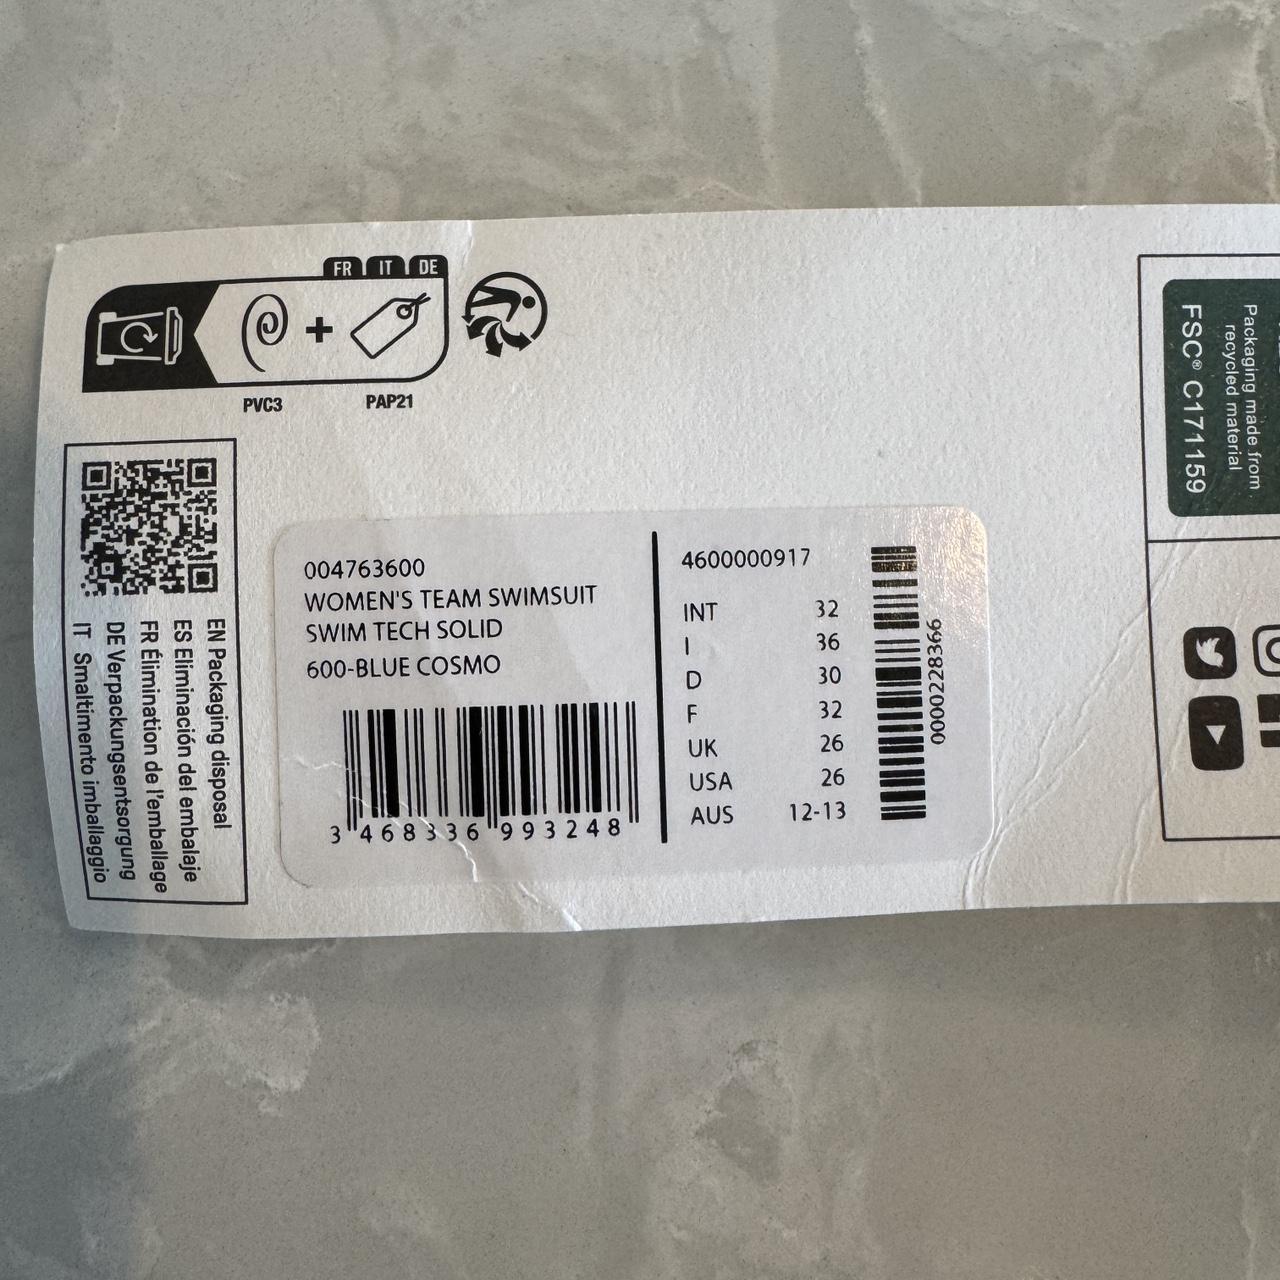 FR IT DE
PVC3
PAP21
EN Packaging disposal
ES Eliminación del embalaje
FR Élimination de l'emballage
DE Verpackungsentsorgung
IT Smaltimento imballaggio
004763600
WOMEN'S TEAM SWIMSUIT
SWIM TECH SOLID
600-BLUE COSMO
3 468336 993248
4600000917
INT 32
I 36
D 30
F 32
UK 26
USA 26
AUS 12-13
0000228366
Packaging made from
recycled material
FSC® C171159